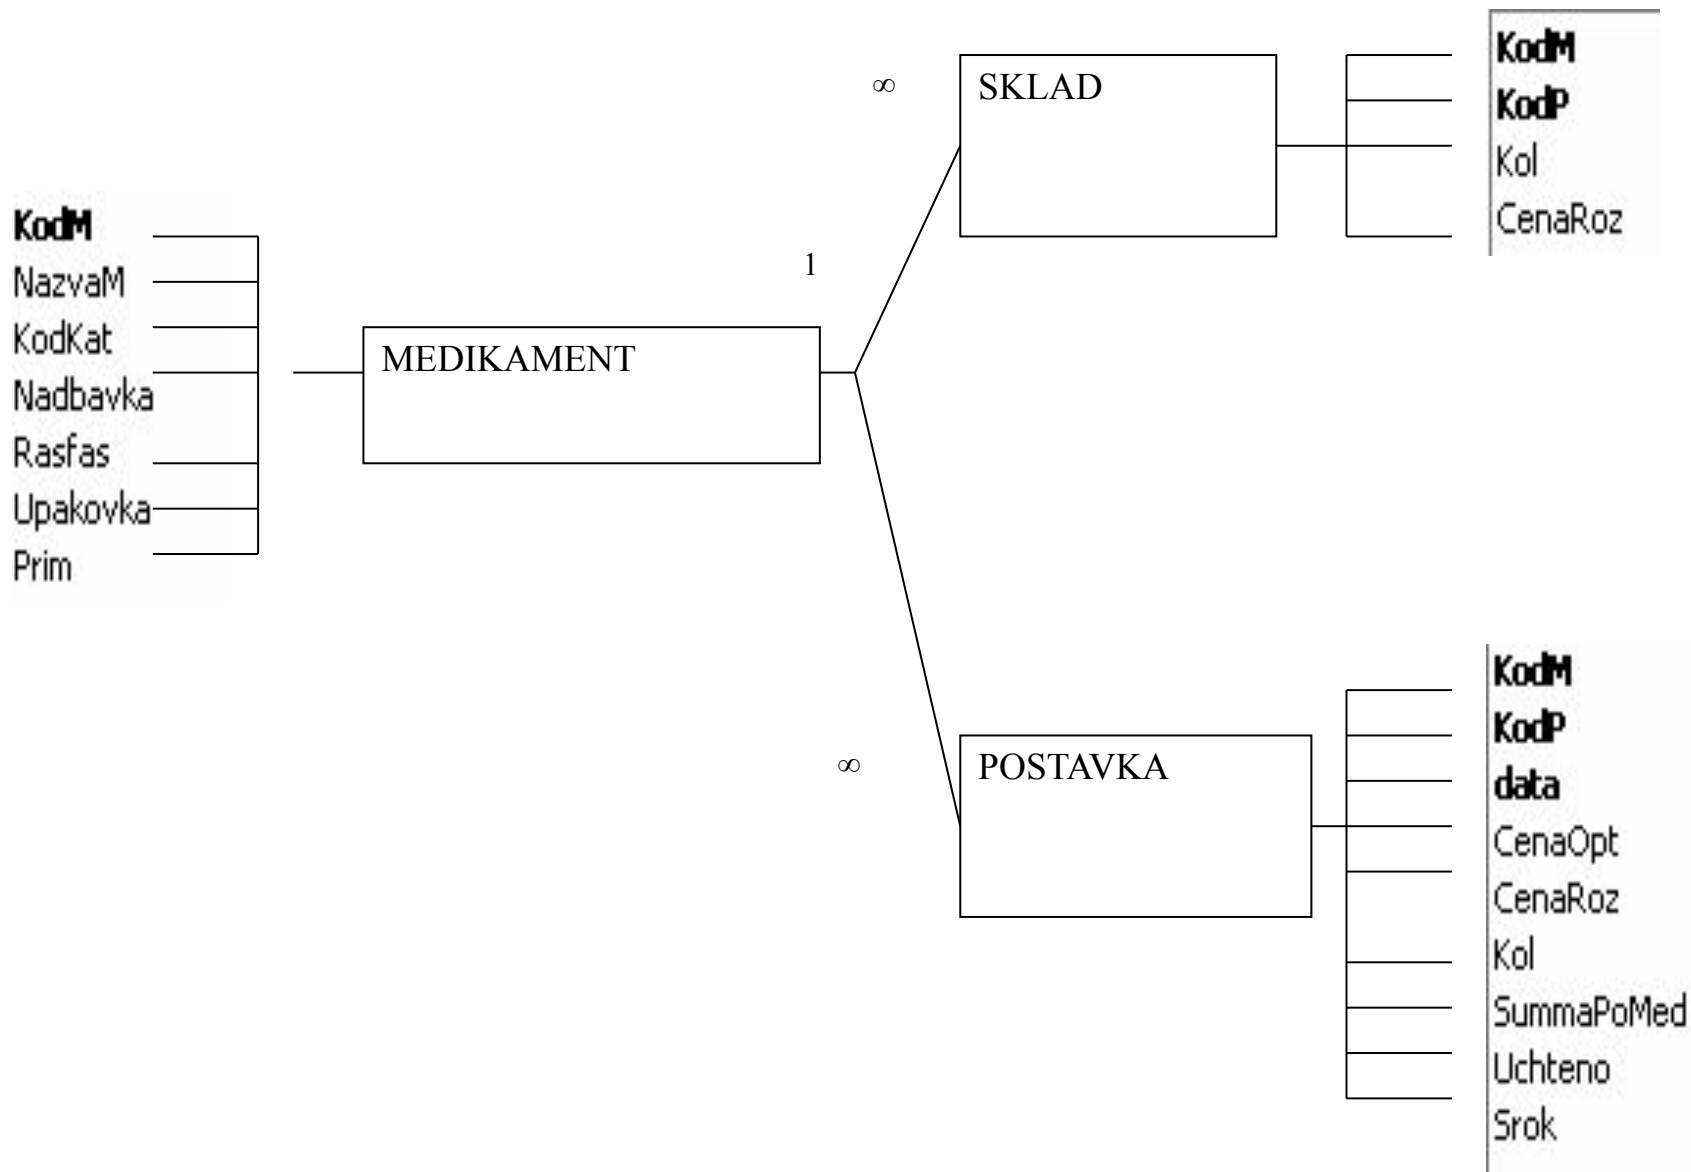 KodM
NazvaM
KodKat
Nadbavka
Rasfas
Upakovka
Prim
MEDIKAMENT
1
∞
SKLAD
KodM
KodP
Kol
CenaRoz
∞
POSTAVKA
KodM
KodP
data
CenaOpt
CenaRoz
Kol
SummaPoMed
Uchteno
Srok